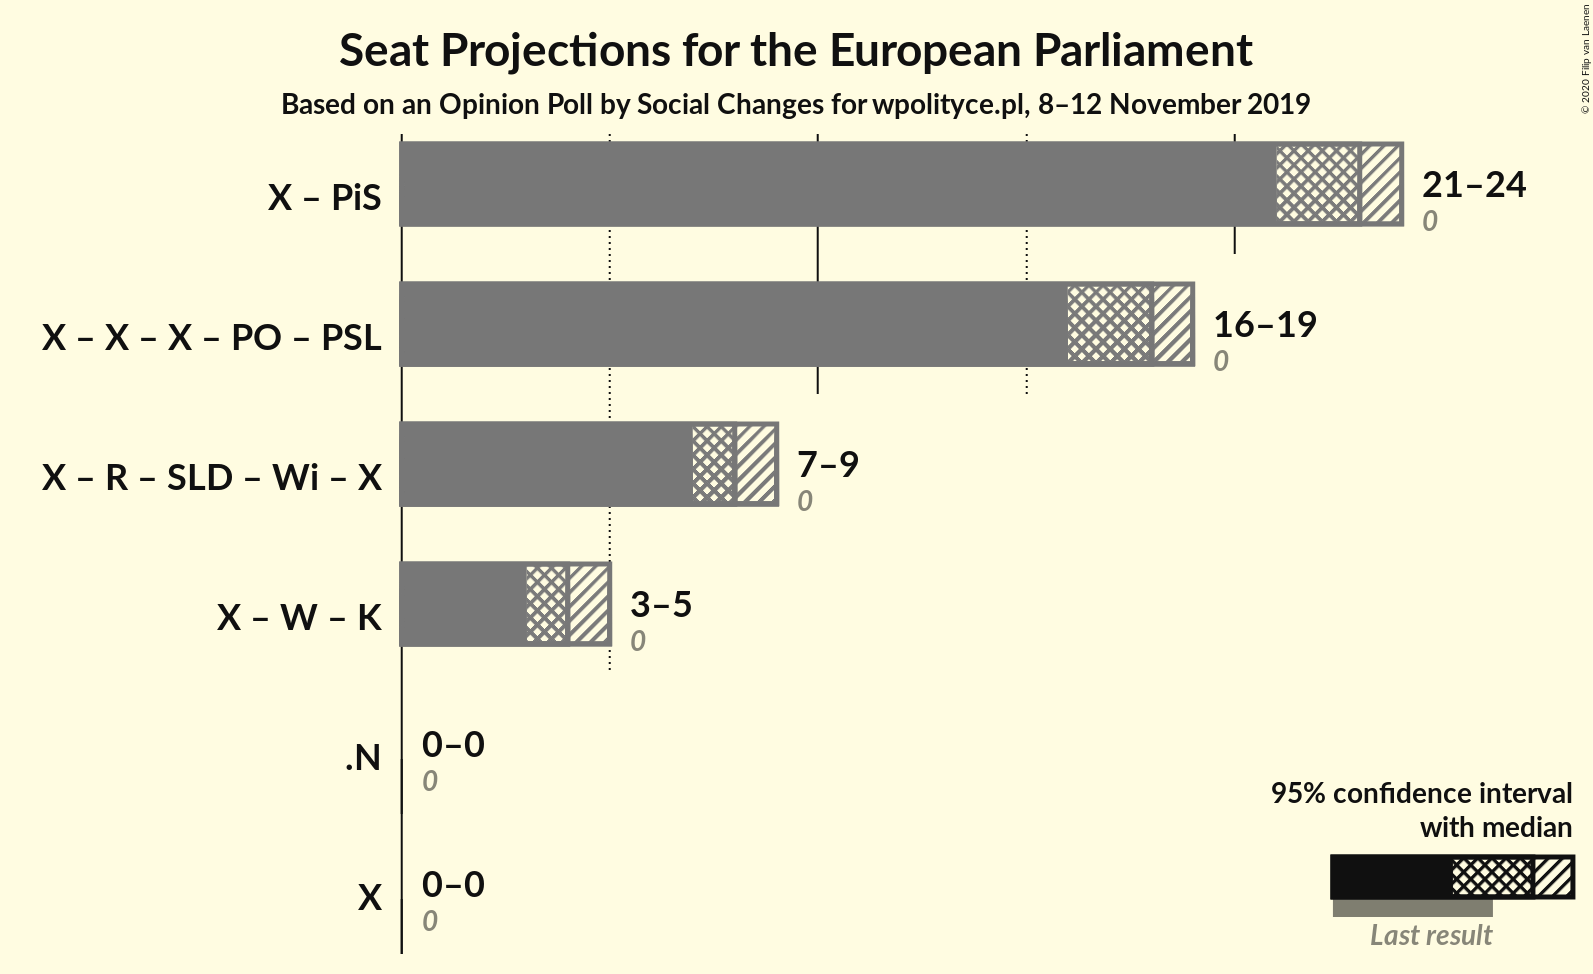 Seat Projections for the European Parliament
Based on an Opinion Poll by Social Changes for wpolityce.pl, 8–12 November 2019
© 2020 Filip van Laenen
X – PiS
21–24
0
X – X – X – PO – PSL
16–19
0
X – R – SLD – Wi – X
7–9
0
X – W – K
3–5
0
.N
0–0
0
X
0–0
0
95% confidence interval
with median
Last result